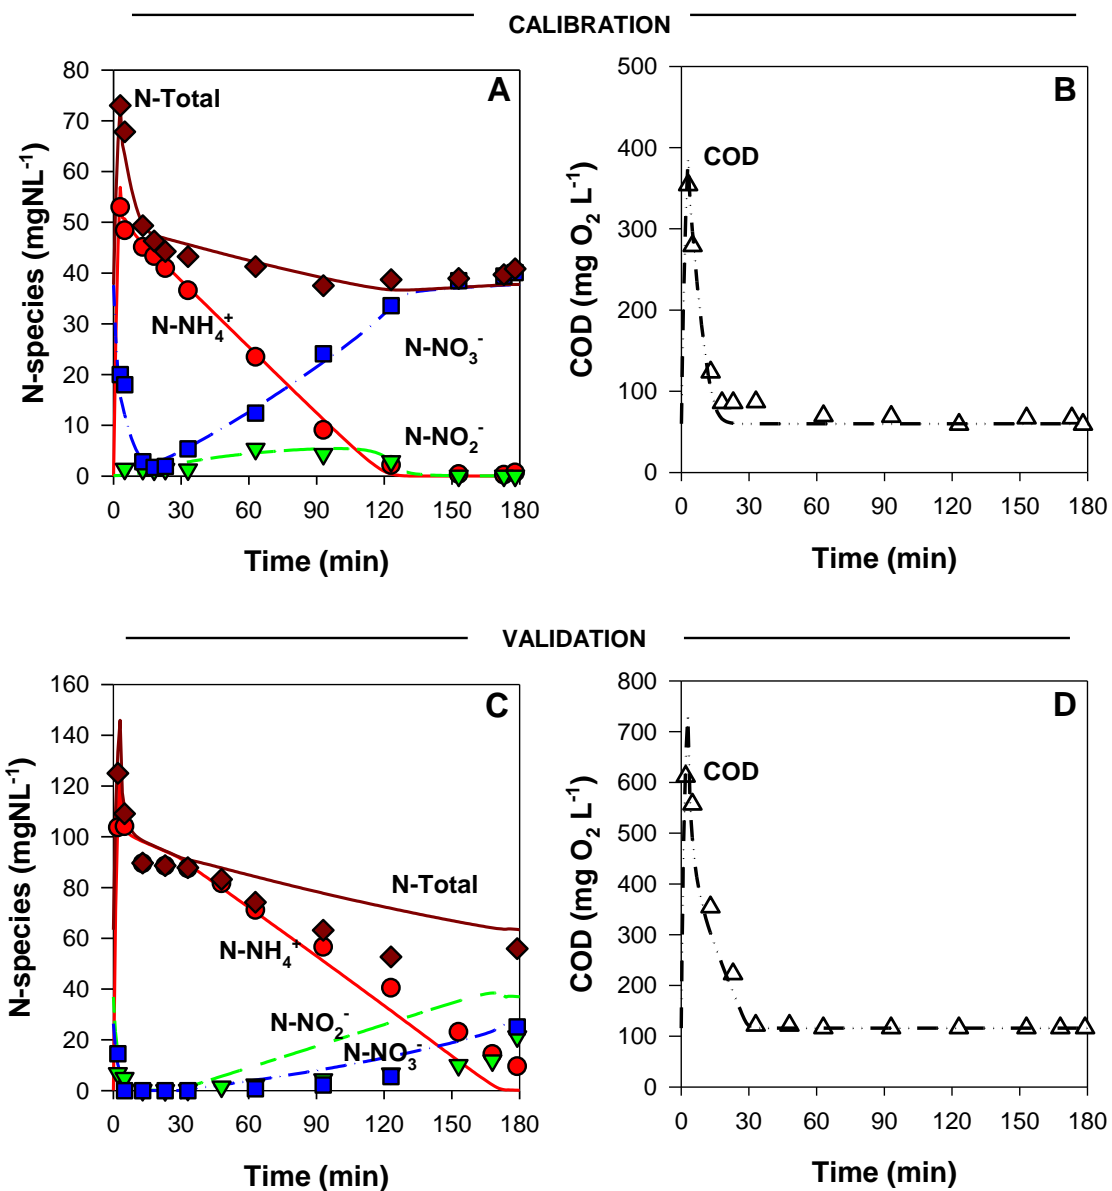 CALIBRATION
A
N-species (mgNL⁻¹)
80
70
60
50
40
30
20
10
0
N-Total
N-NH₄⁺
N-NO₃⁻
N-NO₂⁻
0 30 60 90 120 150 180
Time (min)
B
COD (mg O₂ L⁻¹)
500
400
300
200
100
0
COD
0 30 60 90 120 150 180
Time (min)
VALIDATION
C
N-species (mgNL⁻¹)
160
140
120
100
80
60
40
20
0
N-Total
N-NH₄⁺
N-NO₂⁻
N-NO₃⁻
0 30 60 90 120 150 180
Time (min)
D
COD (mg O₂ L⁻¹)
800
700
600
500
400
300
200
100
0
COD
0 30 60 90 120 150 180
Time (min)